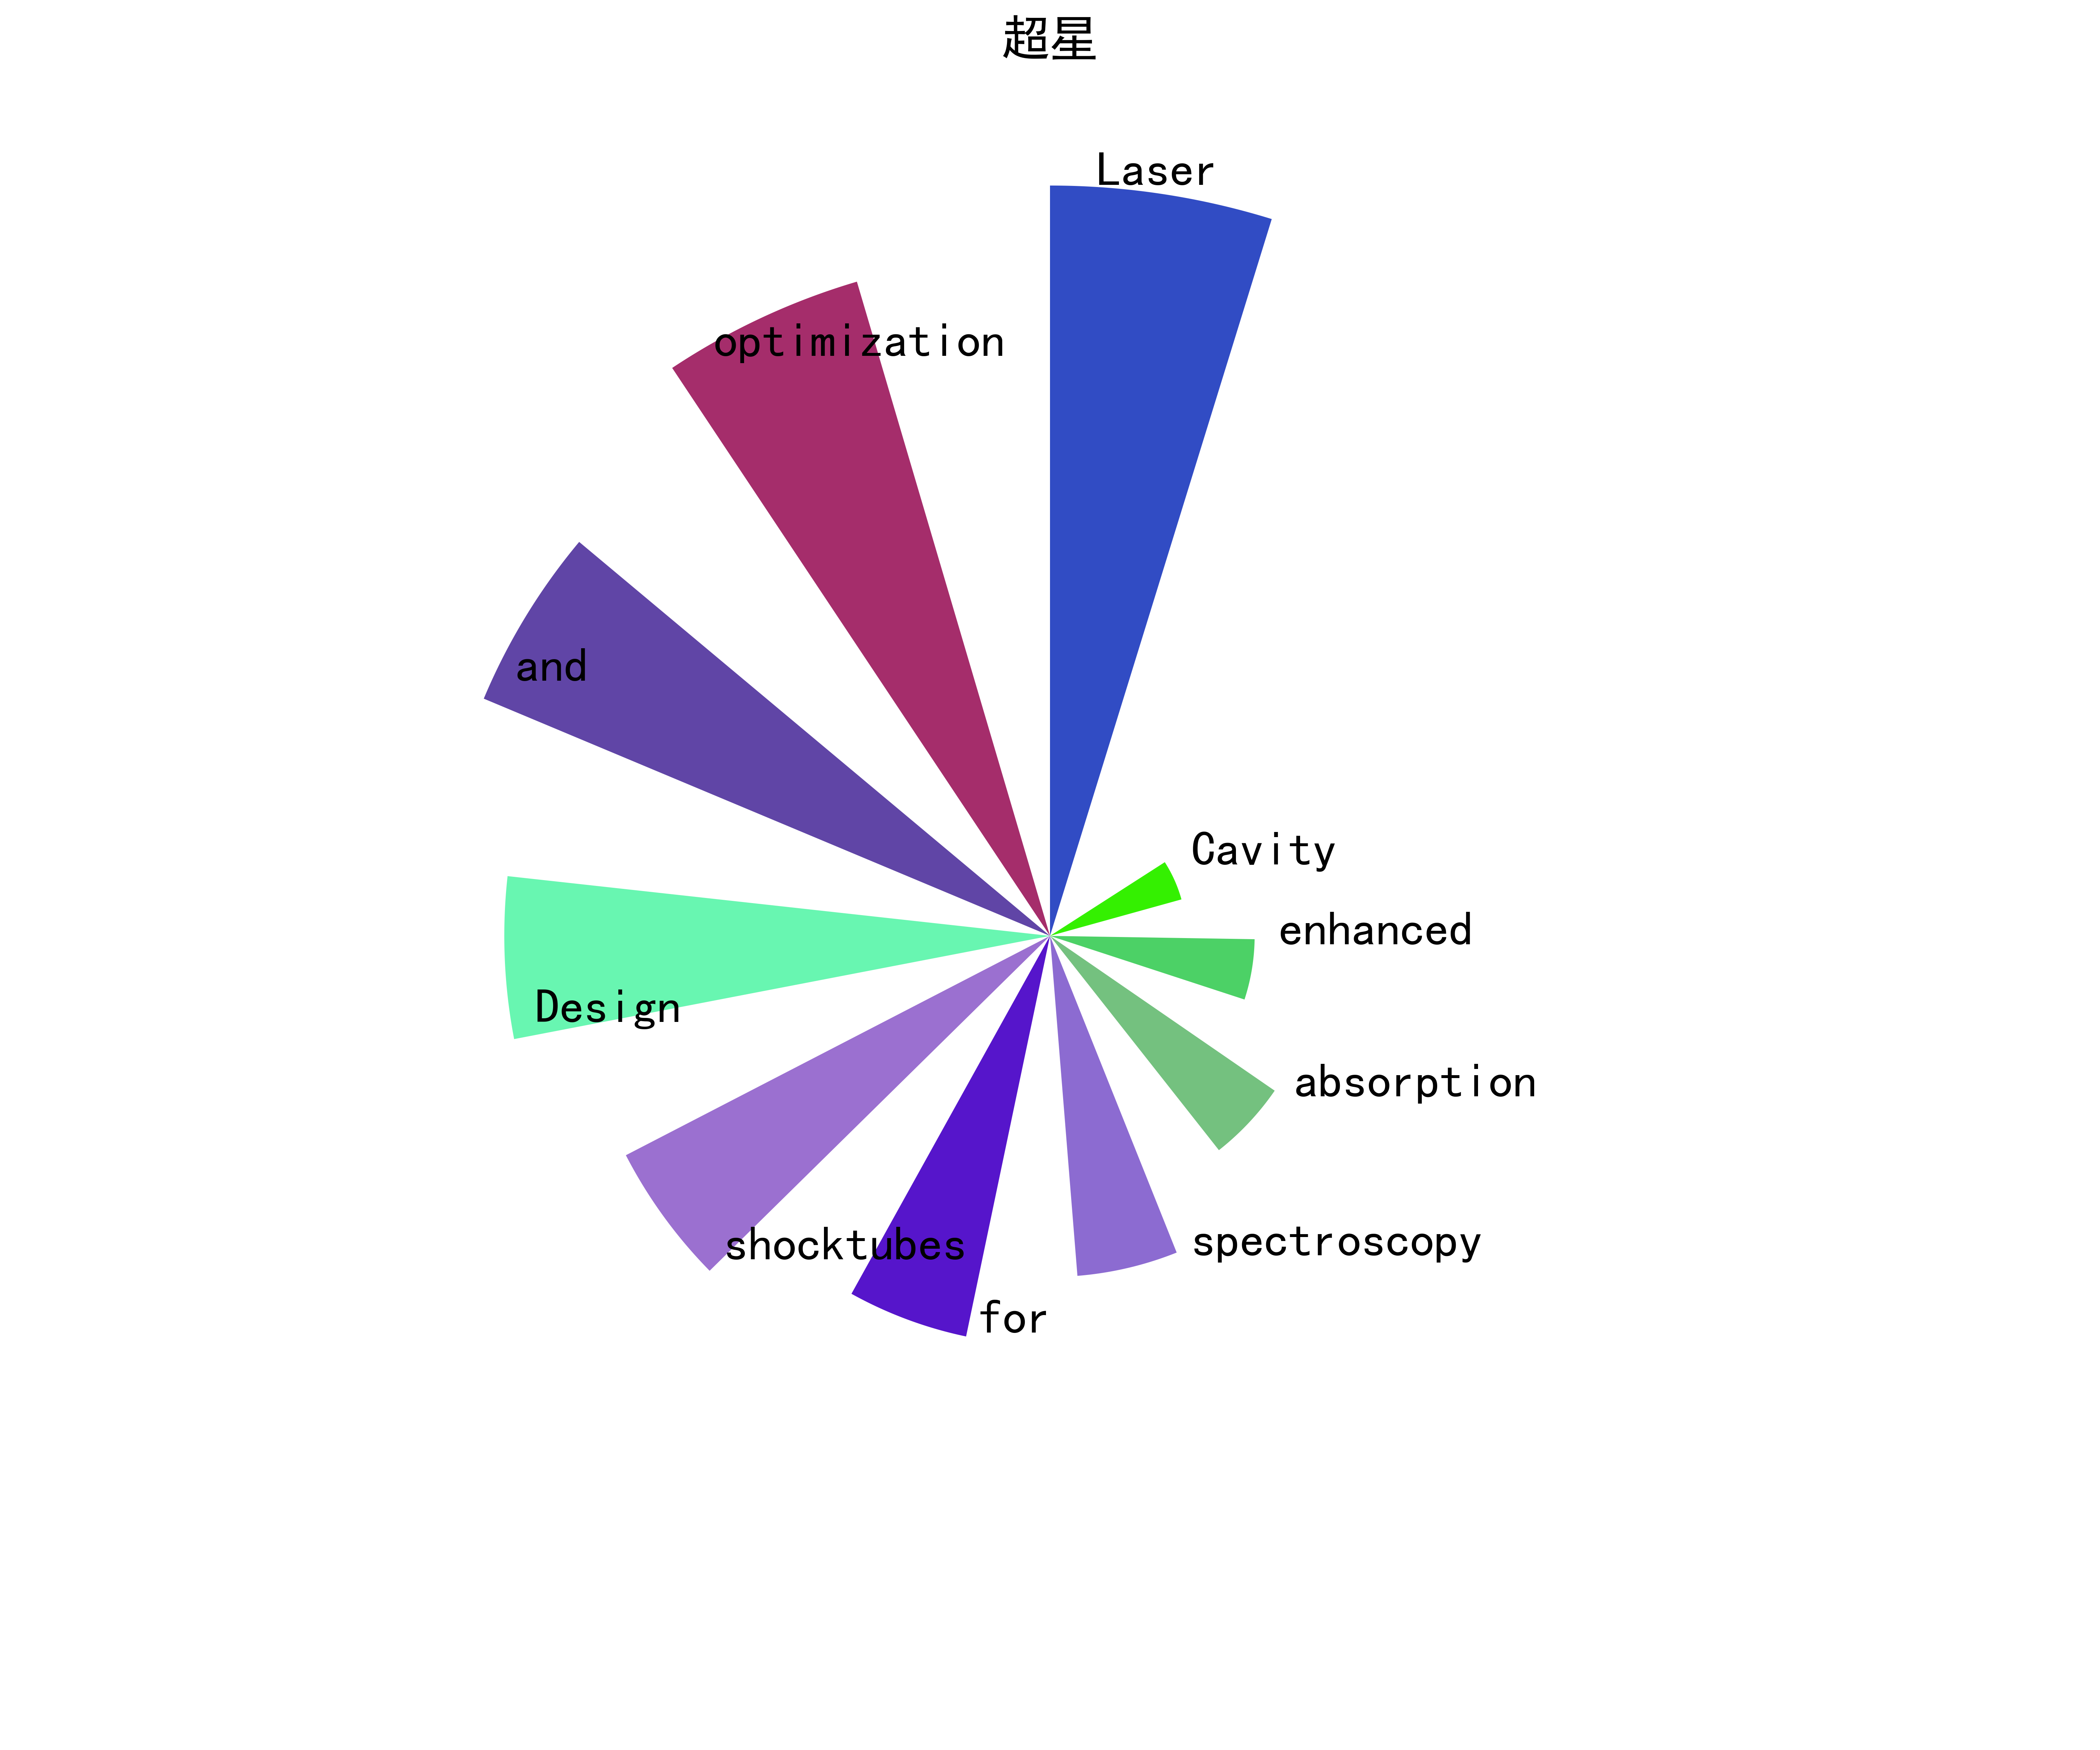 超星
Laser
optimization
and
Cavity
enhanced
Design
absorption
shocktubes
spectroscopy
for